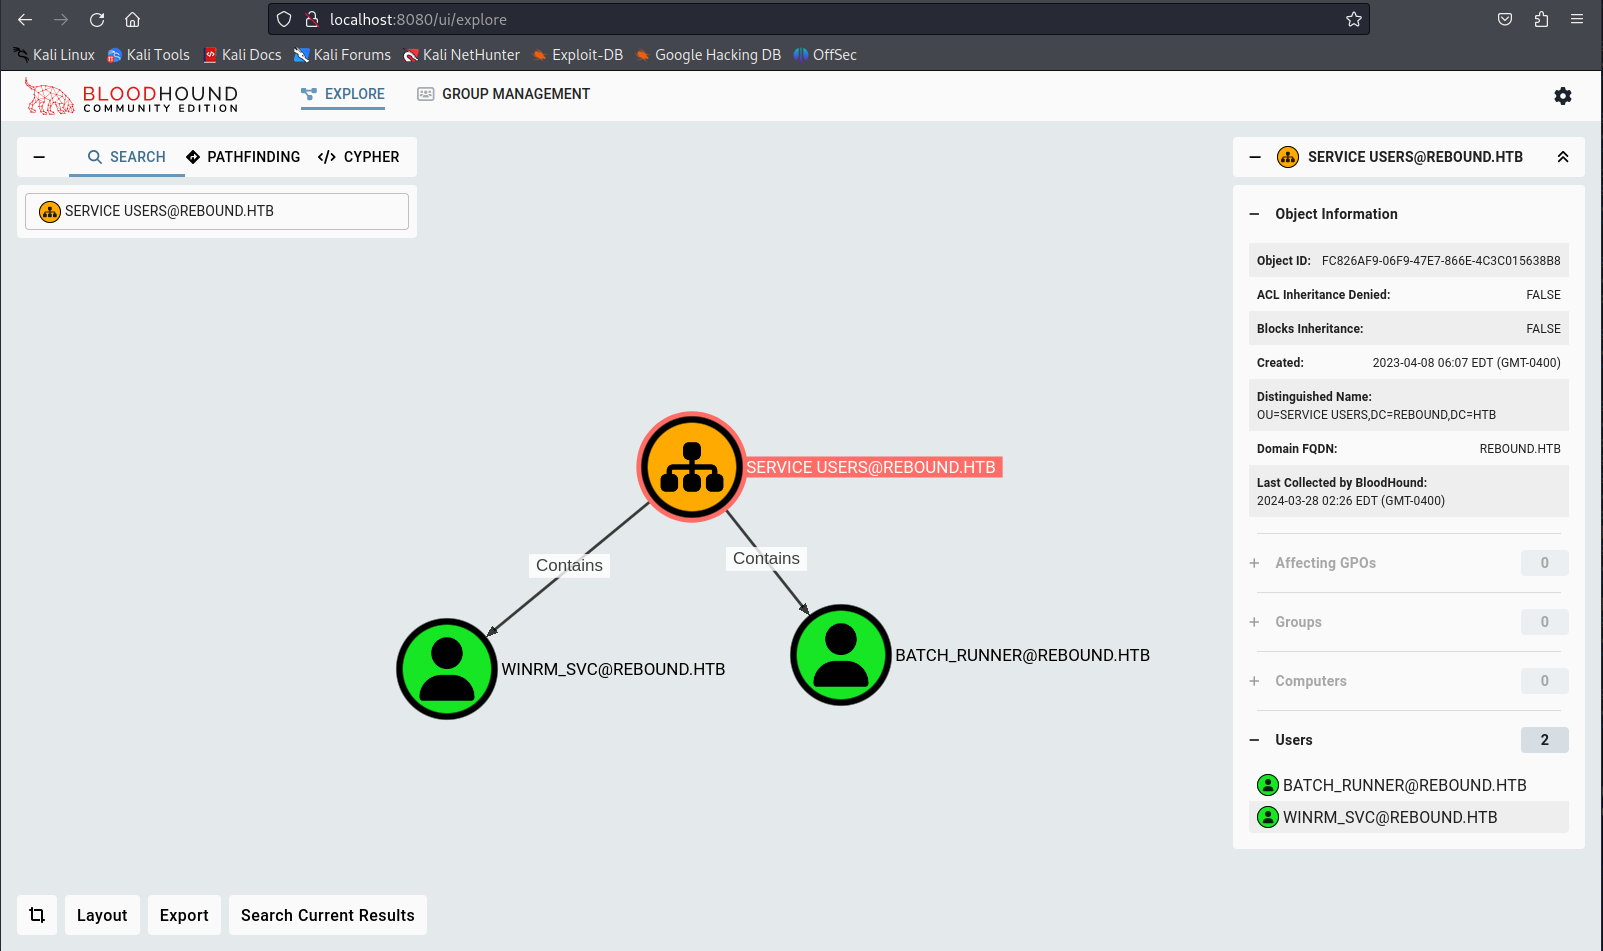 localhost:8080/ui/explore
Kali Linux Kali Tools Kali Docs Kali Forums Kali NetHunter Exploit-DB Google Hacking DB OffSec
BLOODHOUND
COMMUNITY EDITION
EXPLORE
GROUP MANAGEMENT
SEARCH
PATHFINDING
CYPHER
SERVICE USERS@REBOUND.HTB
SERVICE USERS@REBOUND.HTB
Contains
Contains
WINRM_SVC@REBOUND.HTB
BATCH_RUNNER@REBOUND.HTB
SERVICE USERS@REBOUND.HTB
Object Information
Object ID: FC826AF9-06F9-47E7-866E-4C3C015638B8
ACL Inheritance Denied: FALSE
Blocks Inheritance: FALSE
Created: 2023-04-08 06:07 EDT (GMT-0400)
Distinguished Name:
OU=SERVICE USERS,DC=REBOUND,DC=HTB
Domain FQDN: REBOUND.HTB
Last Collected by BloodHound:
2024-03-28 02:26 EDT (GMT-0400)
Affecting GPOs 0
Groups 0
Computers 0
Users 2
BATCH_RUNNER@REBOUND.HTB
WINRM_SVC@REBOUND.HTB
Layout
Export
Search Current Results